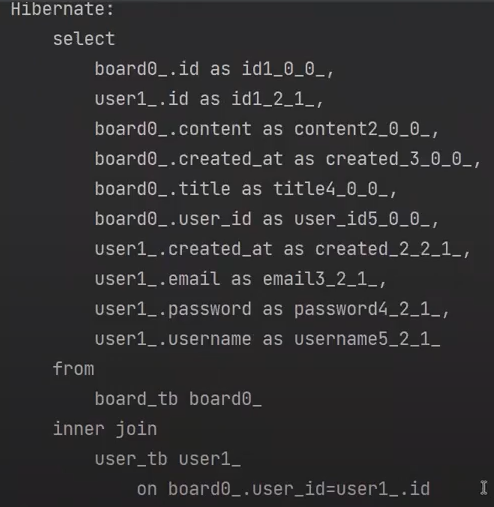 Hibernate:
select
board0_.id as id1_0_0_,
user1_.id as id1_2_1_,
board0_.content as content2_0_0_,
board0_.created_at as created_3_0_0_,
board0_.title as title4_0_0_,
board0_.user_id as user_id5_0_0_,
user1_.created_at as created_2_2_1_,
user1_.email as email3_2_1_,
user1_.password as password4_2_1_,
user1_.username as username5_2_1_
from
board_tb board0_
inner join
user_tb user1_
on board0_.user_id=user1_.id